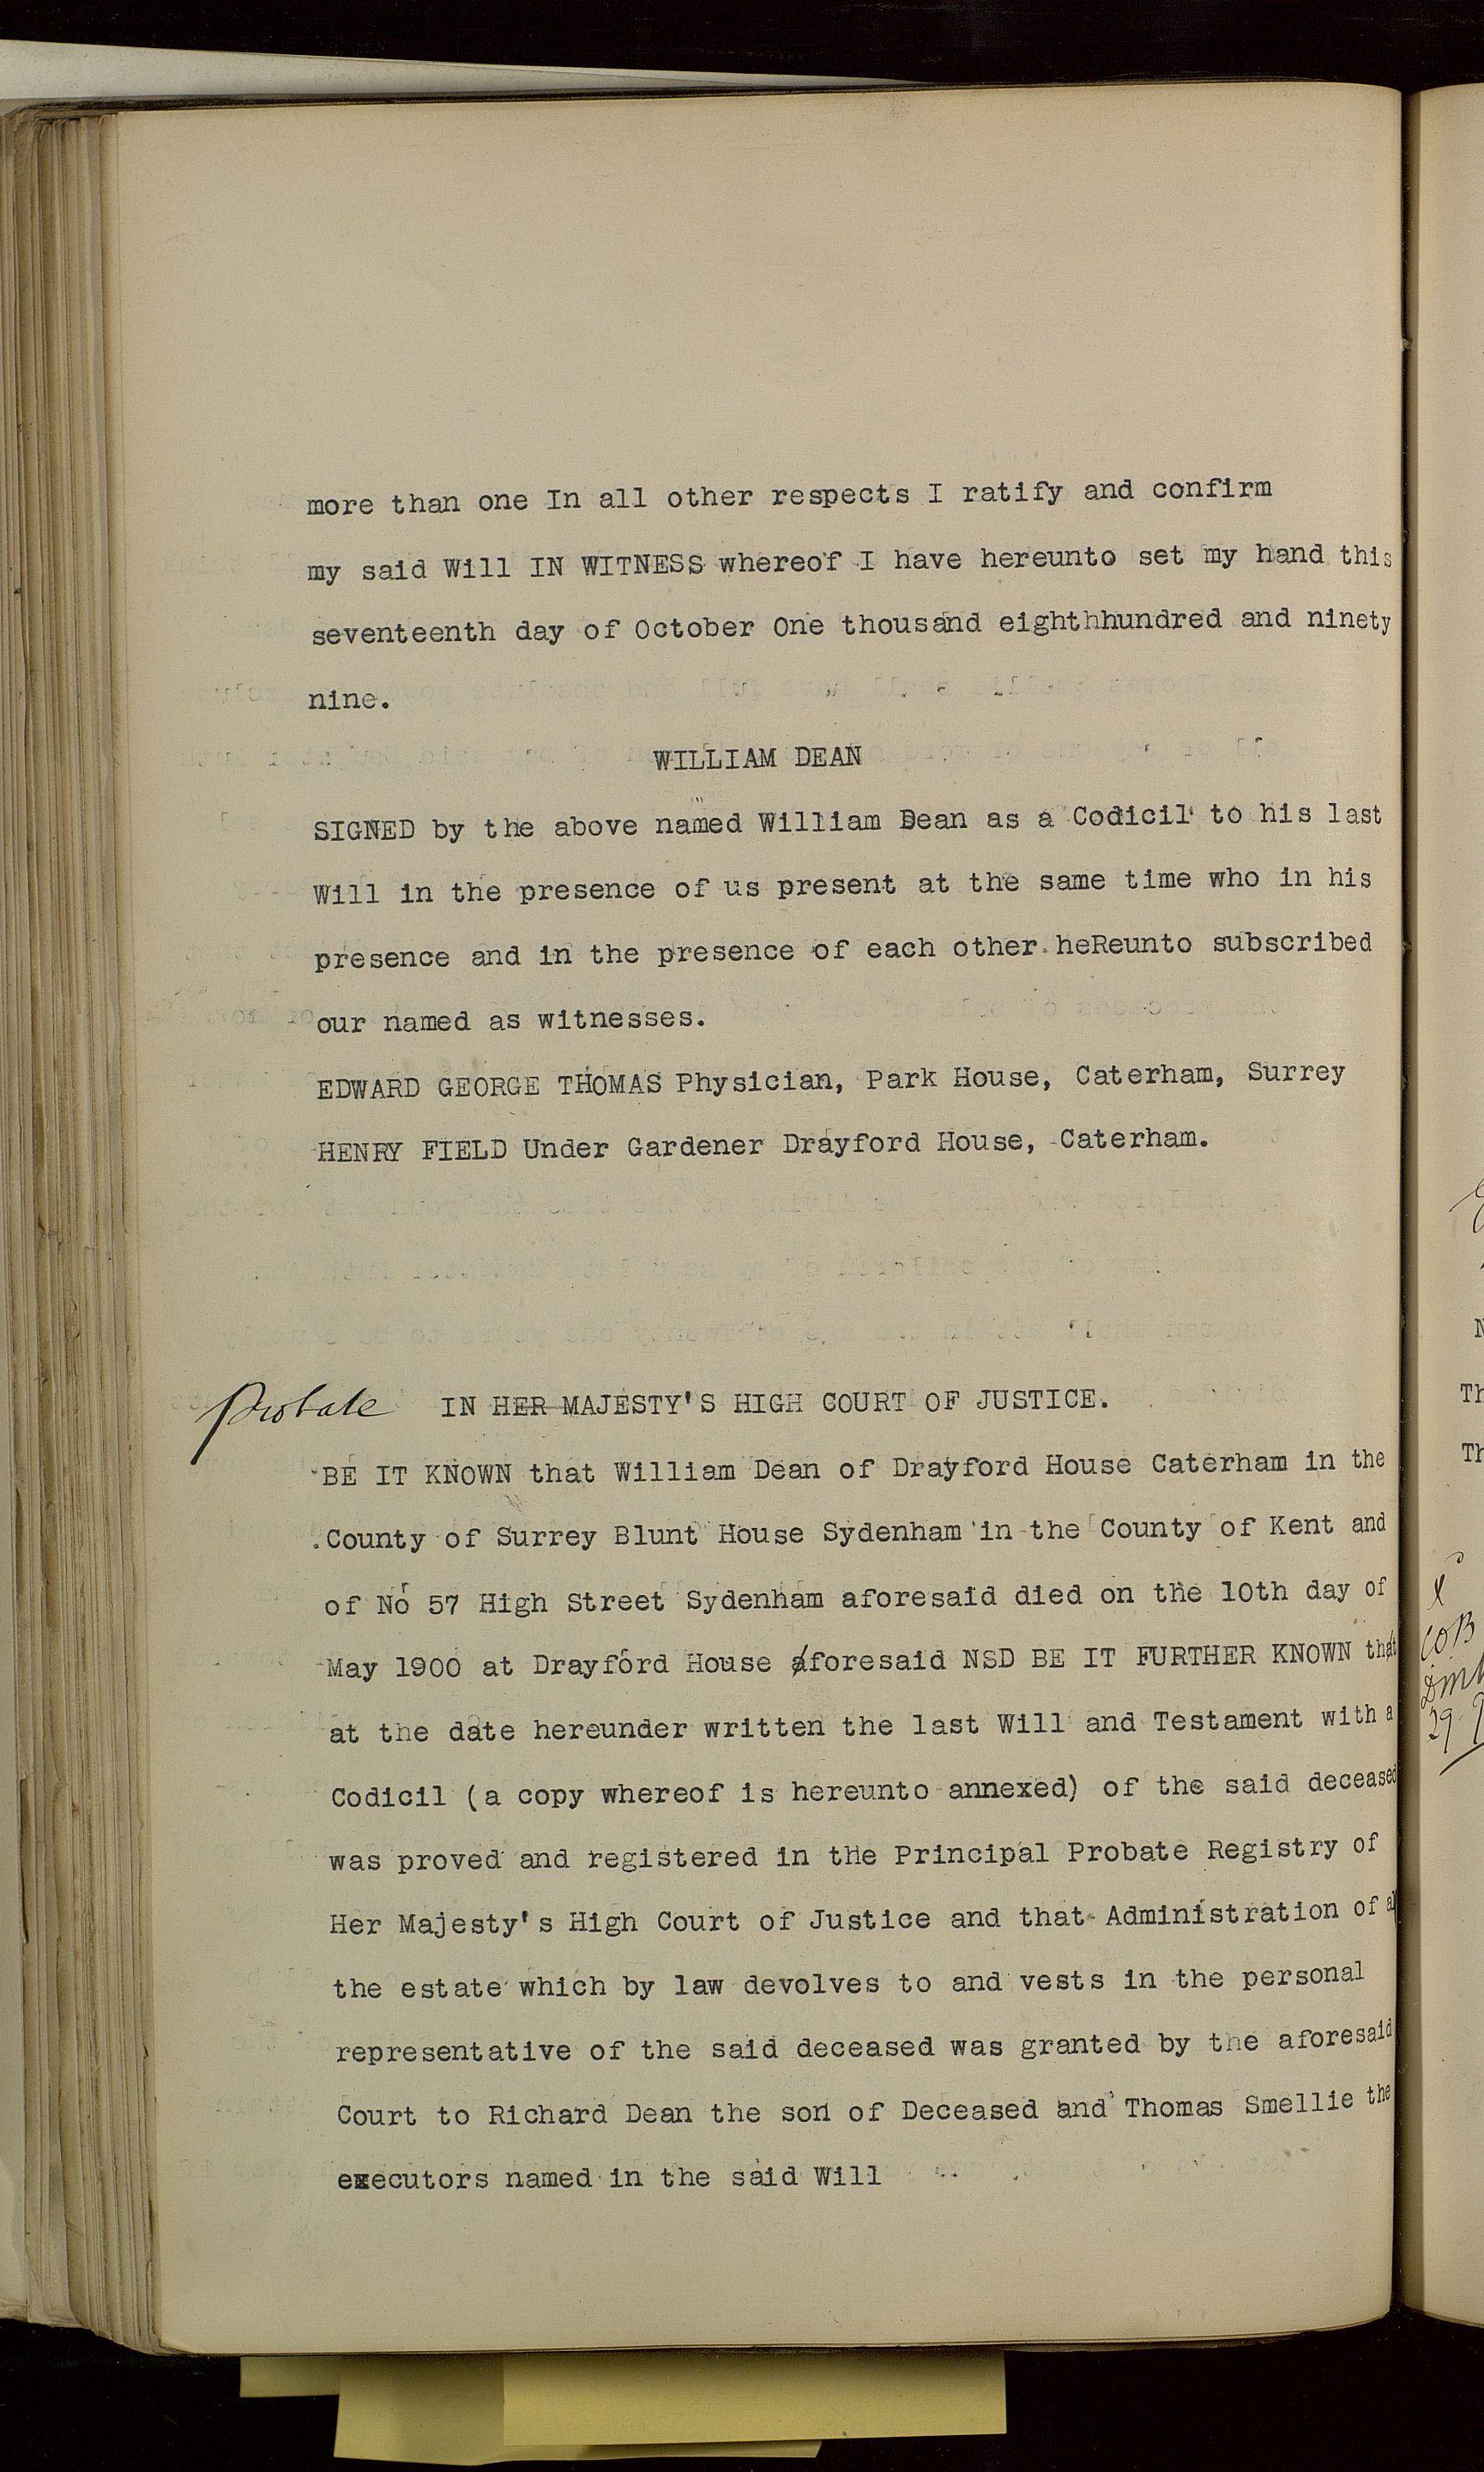 more than one In all other respects I ratify and confirm
my said Will IN WITNESS whereof I have hereunto set my hand this
seventeenth day of October One thousand eighthhundred and ninety
nine.
WILLIAM DEAN
SIGNED by the above named William Dean as a Codicil to his last
Will in the presence of us present at the same time who in his
presence and in the presence of each other heReunto subscribed
our named as witnesses.
EDWARD GEORGE THOMAS Physician, Park House, Caterham, Surrey
HENRY FIELD Under Gardener Drayford House, Caterham.
Probate IN HER MAJESTY'S HIGH COURT OF JUSTICE.
BE IT KNOWN that William Dean of Drayford House Caterham in the
County of Surrey Blunt House Sydenham in the County of Kent and
of No 57 High Street Sydenham aforesaid died on the 10th day of
May 1900 at Drayford House aforesaid NSD BE IT FURTHER KNOWN that
at the date hereunder written the last Will and Testament with a
Codicil (a copy whereof is hereunto annexed) of the said deceased
was proved and registered in the Principal Probate Registry of
Her Majesty's High Court of Justice and that Administration of
the estate which by law devolves to and vests in the personal
representative of the said deceased was granted by the aforesaid
Court to Richard Dean the son of Deceased and Thomas Smellie the
executors named in the said Will